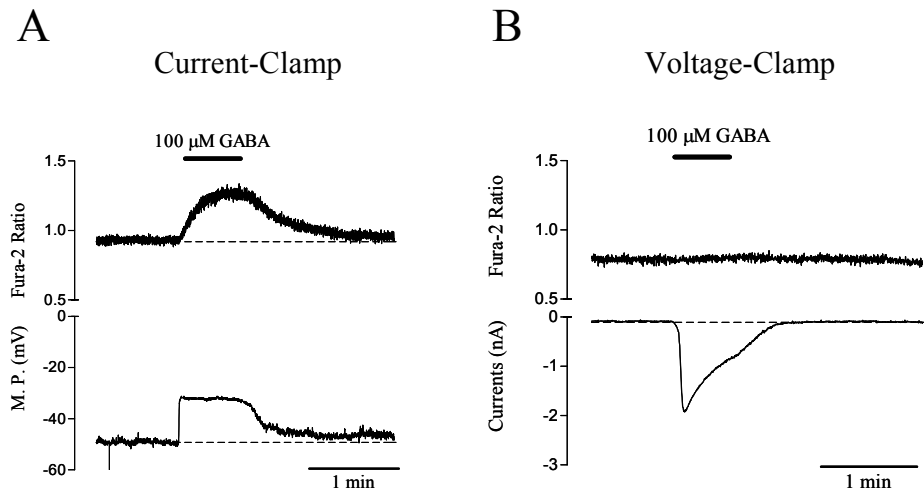 A
Current-Clamp
100 µM GABA
1.5
1.0
0.5
Fura-2 Ratio
0
-20
-40
-60
M. P. (mV)
1 min
B
Voltage-Clamp
100 µM GABA
1.5
1.0
0.5
Fura-2 Ratio
0
-1
-2
-3
Currents (nA)
1 min